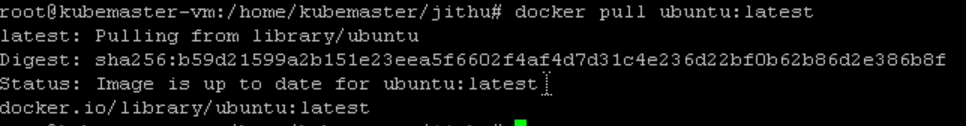 root@kubemaster-vm:/home/kubemaster/jithu# docker pull ubuntu:latest
latest: Pulling from library/ubuntu
Digest: sha256:b59d21599a2b151e23eea5f6602f4af4d7d31c4e236d22bf0b62b86d2e386b8f
Status: Image is up to date for ubuntu:latest
docker.io/library/ubuntu:latest